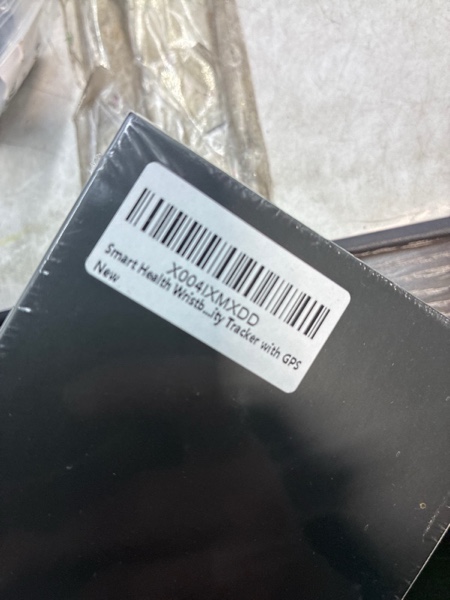 X004IXMXDD
Smart Health Wristb...ity Tracker with GPS
New